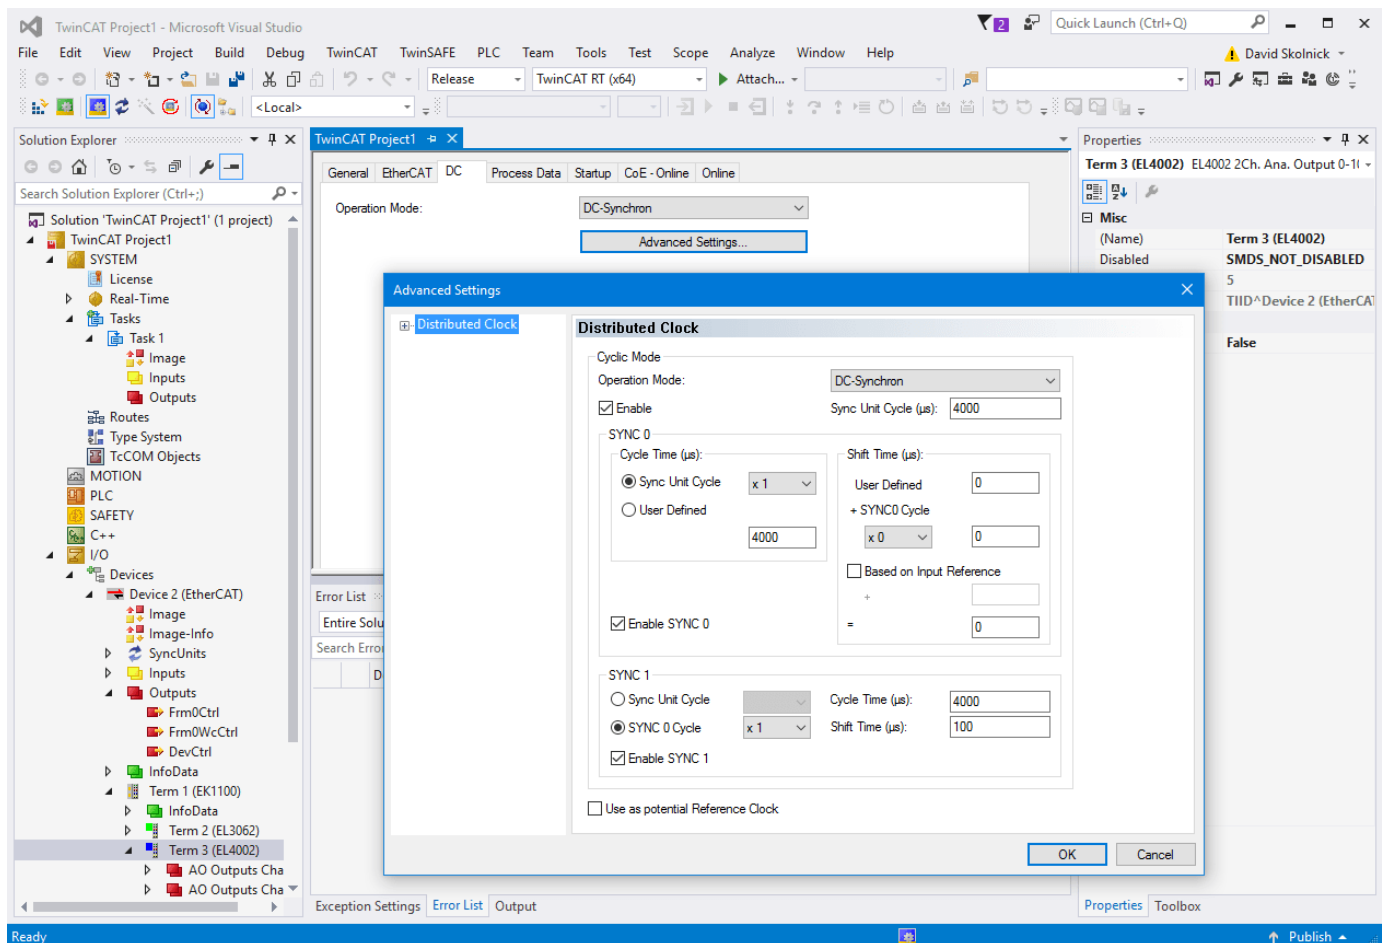 TwinCAT Project1 - Microsoft Visual Studio
2
Quick Launch (Ctrl+Q)
File Edit View Project Build Debug TwinCAT TwinSAFE PLC Team Tools Test Scope Analyze Window Help
David Skolnick
Release
TwinCAT RT (x64)
Attach...
<Local>
Solution Explorer
Search Solution Explorer (Ctrl+;)
Solution 'TwinCAT Project1' (1 project)
TwinCAT Project1
SYSTEM
License
Real-Time
Tasks
Task 1
Image
Inputs
Outputs
Routes
Type System
TcCOM Objects
MOTION
PLC
SAFETY
C++
I/O
Devices
Device 2 (EtherCAT)
Image
Image-Info
SyncUnits
Inputs
Outputs
Frm0Ctrl
Frm0WcCtrl
DevCtrl
InfoData
Term 1 (EK1100)
InfoData
Term 2 (EL3062)
Term 3 (EL4002)
AO Outputs Cha
AO Outputs Cha
TwinCAT Project1
General EtherCAT DC Process Data Startup CoE - Online Online
Operation Mode:
DC-Synchron
Advanced Settings...
Error List
Entire Solu
Search Erro
D
Exception Settings Error List Output
Advanced Settings
Distributed Clock
Distributed Clock
Cyclic Mode
Operation Mode:
DC-Synchron
Enable
Sync Unit Cycle (µs):
4000
SYNC 0
Cycle Time (µs):
Sync Unit Cycle
x 1
User Defined
4000
Enable SYNC 0
Shift Time (µs):
User Defined
0
+ SYNC0 Cycle
x 0
0
Based on Input Reference
+
=
0
SYNC 1
Sync Unit Cycle
Cycle Time (µs):
4000
SYNC 0 Cycle
x 1
Shift Time (µs):
100
Enable SYNC 1
Use as potential Reference Clock
OK
Cancel
Properties
Term 3 (EL4002) EL4002 2Ch. Ana. Output 0-1(
Misc
(Name) Term 3 (EL4002)
Disabled SMDS_NOT_DISABLED
5
TIID^Device 2 (EtherCAT
False
Properties Toolbox
Ready
Publish